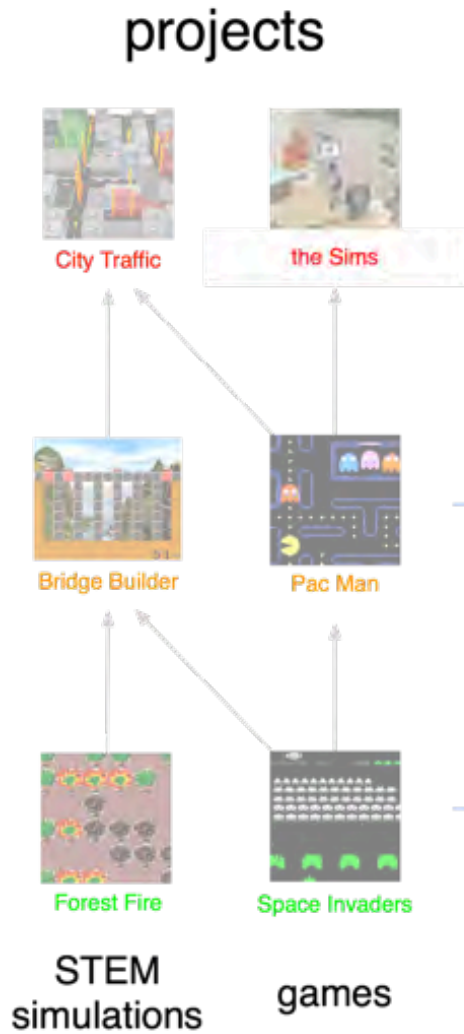 projects
City Traffic
the Sims
Bridge Builder
Pac Man
Forest Fire
Space Invaders
STEM
simulations
games